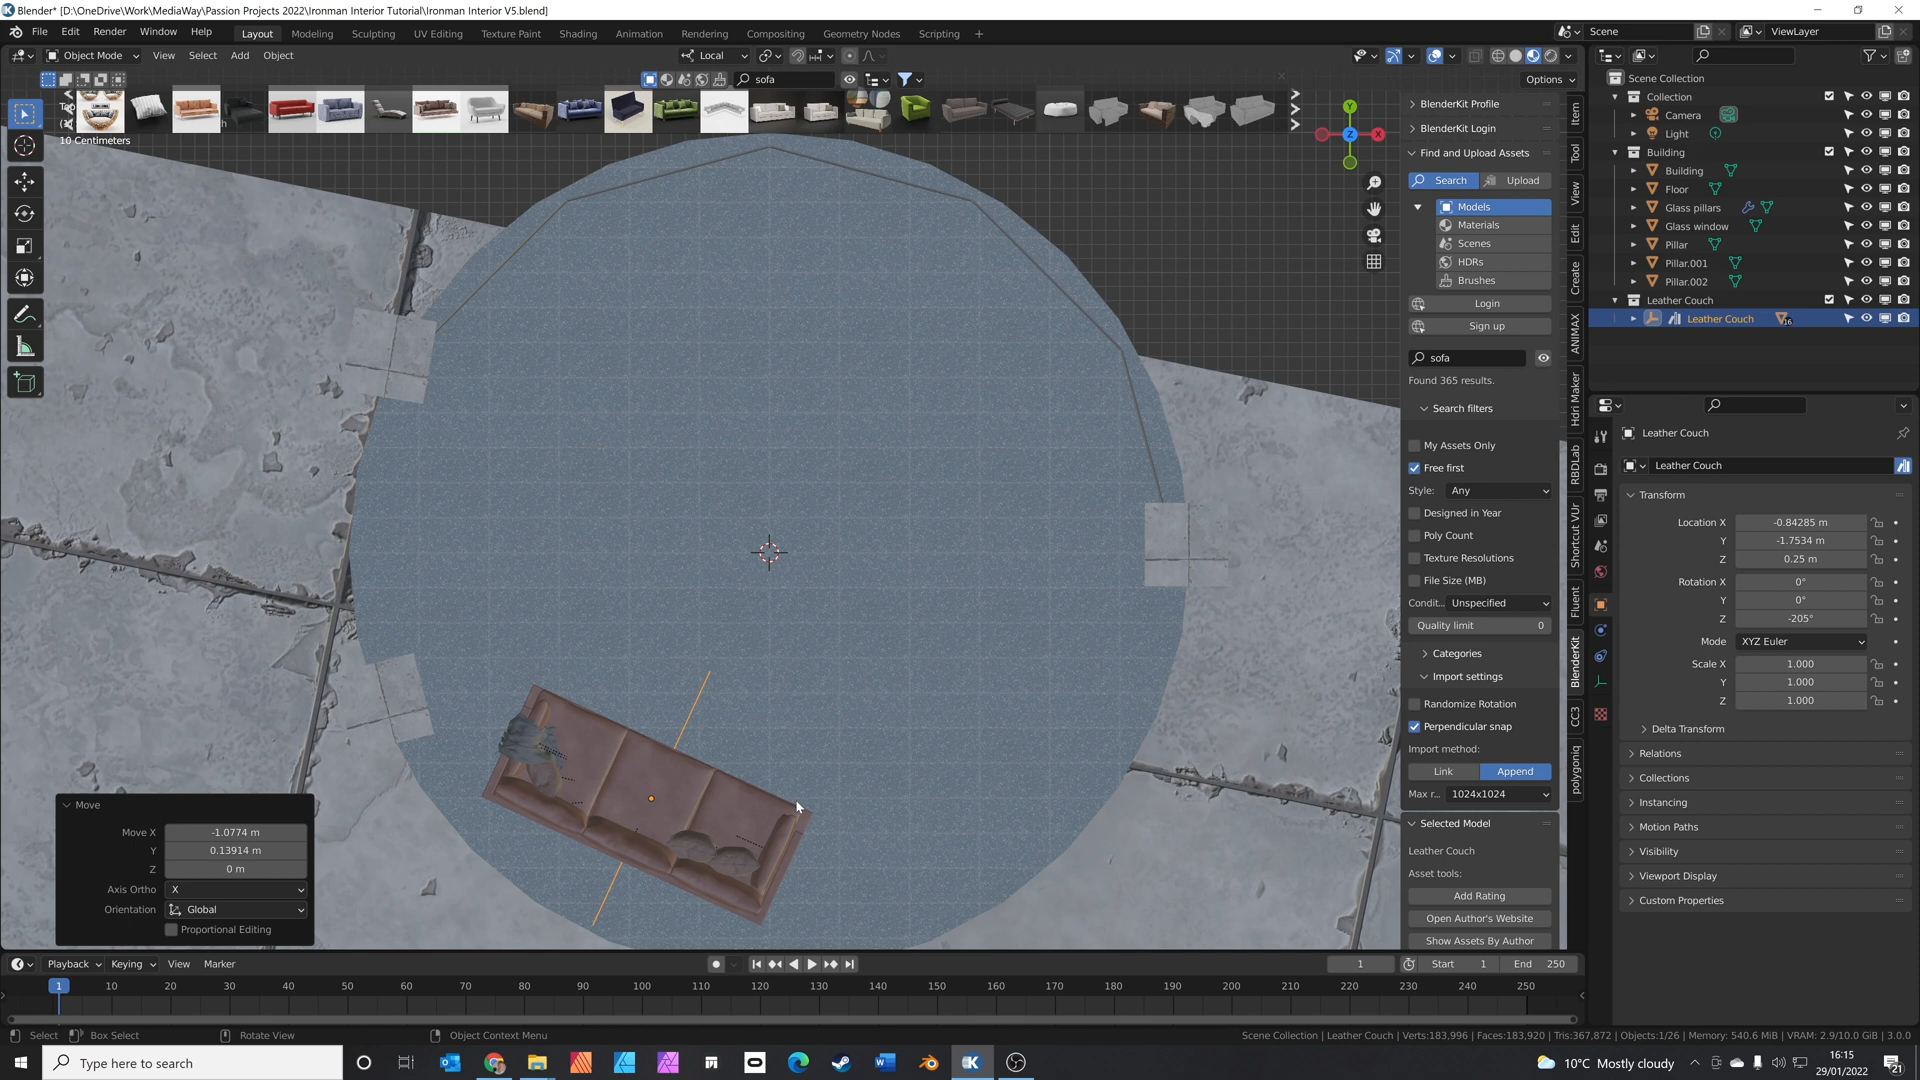 Blender* [D:\OneDrive\Work\MediaWay\Passion Projects 2022\Ironman Interior Tutorial\Ironman Interior V5.blend]
File Edit Render Window Help Layout Modeling Sculpting UV Editing Texture Paint Shading Animation Rendering Compositing Geometry Nodes Scripting + Scene ViewLayer
Object Mode View Select Add Object Local
sofa Options
10 Centimeters
Y
X
Z
BlenderKit Profile
BlenderKit Login
Find and Upload Assets
Search Upload
Models
Materials
Scenes
HDRs
Brushes
Login
Sign up
sofa
Found 365 results.
Search filters
My Assets Only
Free first
Style: Any
Designed in Year
Poly Count
Texture Resolutions
File Size (MB)
Condit... Unspecified
Quality limit 0
Categories
Import settings
Randomize Rotation
Perpendicular snap
Import method:
Link Append
Max r... 1024x1024
Selected Model
Leather Couch
Asset tools:
Add Rating
Open Author's Website
Show Assets By Author
Item
Tool
View
Edit
Create
ANIMAX
Hdri Maker
RBDLab
Shortcut VUr
Fluent
BlenderKit
CC3
polygoniq
Scene Collection
Collection
Camera
Light
Building
Building
Floor
Glass pillars
Glass window
Pillar
Pillar.001
Pillar.002
Leather Couch
Leather Couch 16
Leather Couch
Leather Couch
Transform
Location X -0.84285 m
Y -1.7534 m
Z 0.25 m
Rotation X 0°
Y 0°
Z -205°
Mode XYZ Euler
Scale X 1.000
Y 1.000
Z 1.000
Delta Transform
Relations
Collections
Instancing
Motion Paths
Visibility
Viewport Display
Custom Properties
Move
Move X -1.0774 m
Y 0.13914 m
Z 0 m
Axis Ortho X
Orientation Global
Proportional Editing
Playback Keying View Marker 1 Start 1 End 250
1 10 20 30 40 50 60 70 80 90 100 110 120 130 140 150 160 170 180 190 200 210 220 230 240 250
Select Box Select Rotate View Object Context Menu Scene Collection | Leather Couch | Verts:183,996 | Faces:183,920 | Tris:367,872 | Objects:1/26 | Memory: 540.6 MiB | VRAM: 2.9/10.0 GiB | 3.0.0
Type here to search 10°C Mostly cloudy 16:15
29/01/2022 21